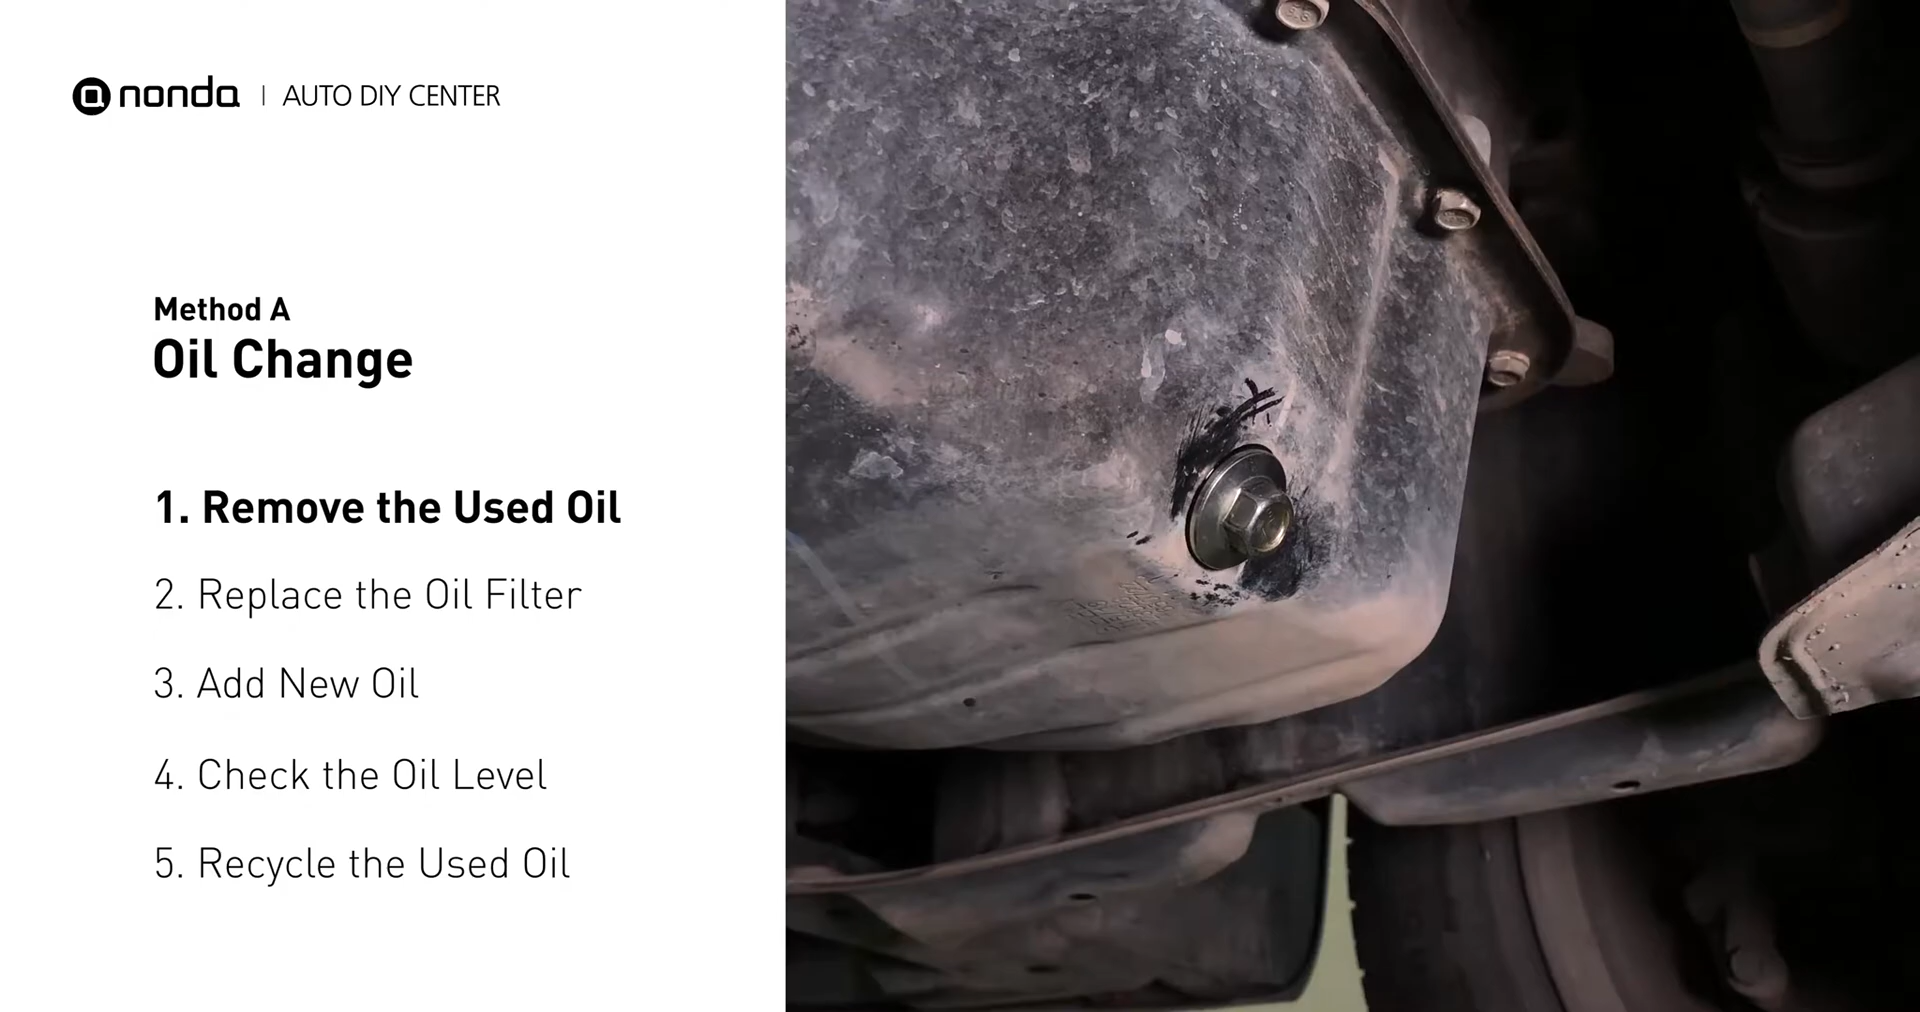 nonda | AUTO DIY CENTER
Method A
Oil Change
1. Remove the Used Oil
2. Replace the Oil Filter
3. Add New Oil
4. Check the Oil Level
5. Recycle the Used Oil